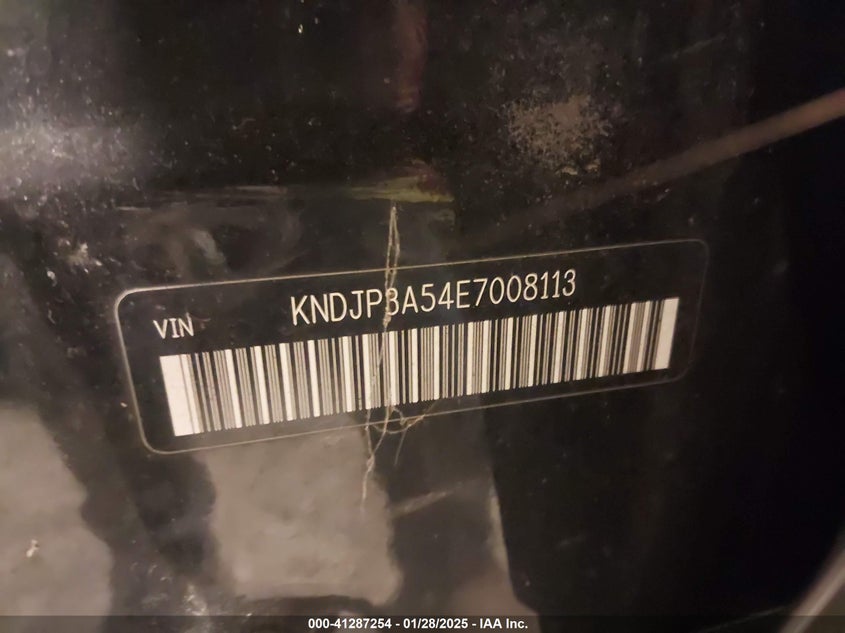 KNDJP3A54E7008113
VIN
000-41287254 - 01/28/2025 - IAA Inc.